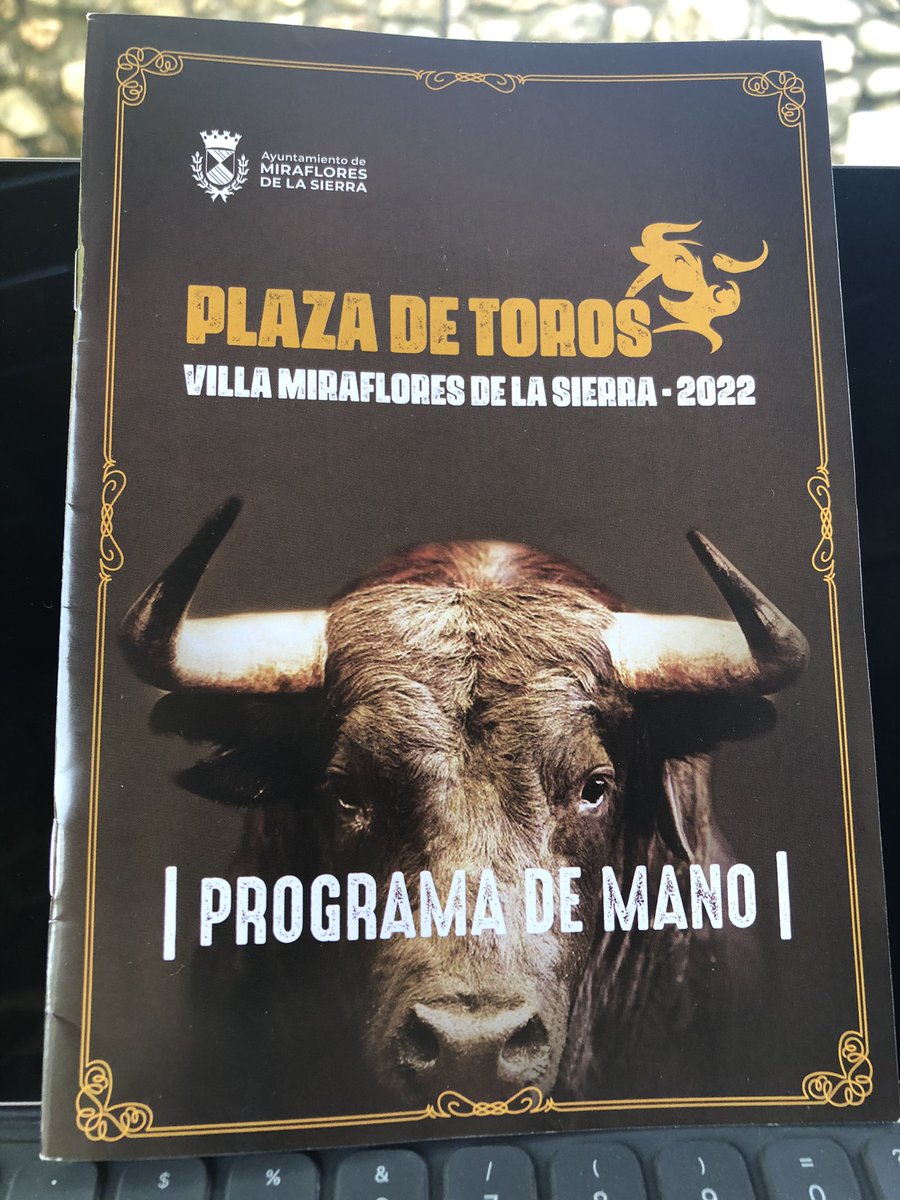 Ayuntamiento de
MIRAFLORES
DE LA SIERRA
PLAZA DE TOROS
VILLA MIRAFLORES DE LA SIERRA - 2022
| PROGRAMA DE MANO |
$ % & / ( ) =